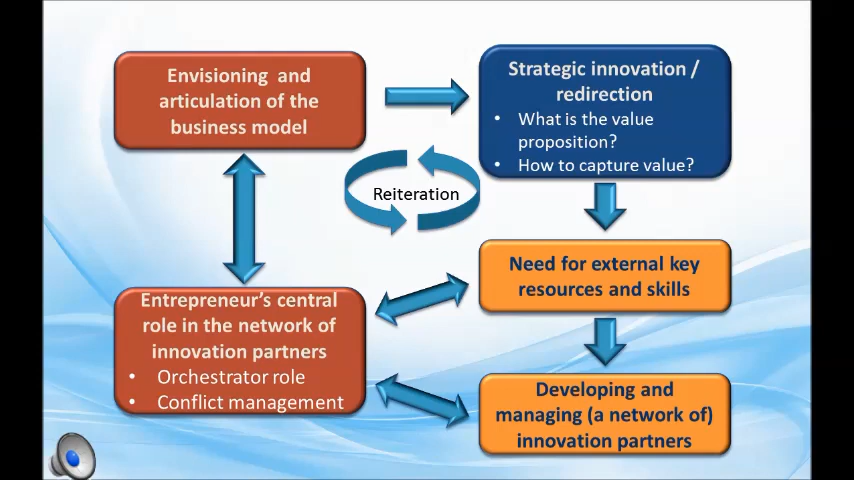 Envisioning and
articulation of the
business model
Strategic innovation /
redirection
• What is the value
proposition?
• How to capture value?
Reiteration
Entrepreneur's central
role in the network of
innovation partners
• Orchestrator role
• Conflict management
Need for external key
resources and skills
Developing and
managing (a network of)
innovation partners